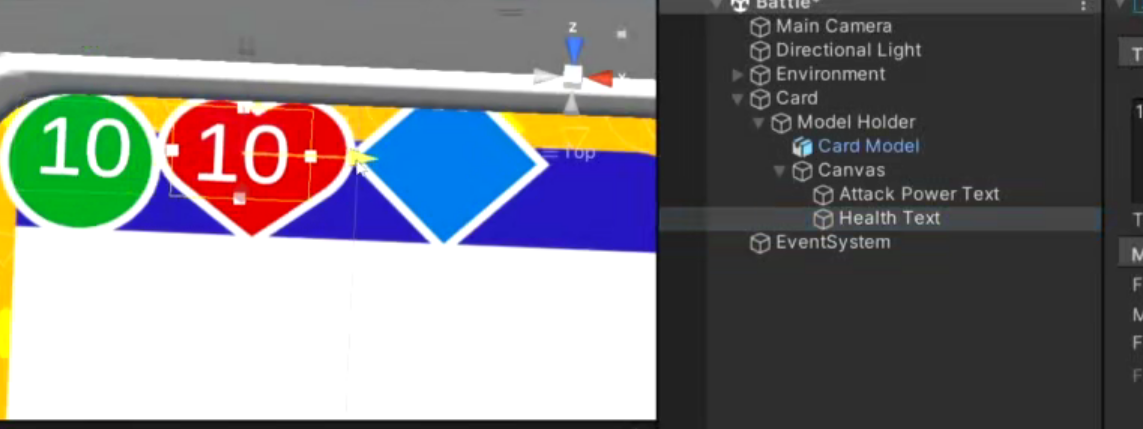 Battle*
Main Camera
Directional Light
Environment
Card
Model Holder
Card Model
Canvas
Attack Power Text
Health Text
EventSystem
z
x
Top
10
10